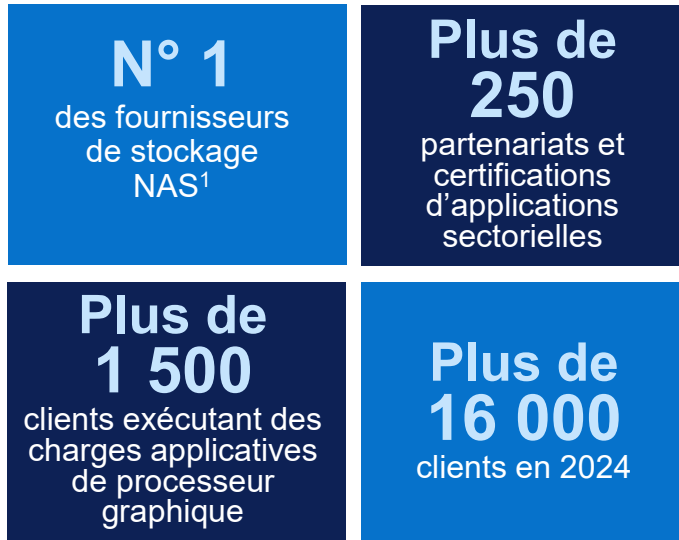 N° 1
des fournisseurs
de stockage
NAS¹
Plus de
250
partenariats et
certifications
d'applications
sectorielles
Plus de
1 500
clients exécutant des
charges applicatives
de processeur
graphique
Plus de
16 000
clients en 2024